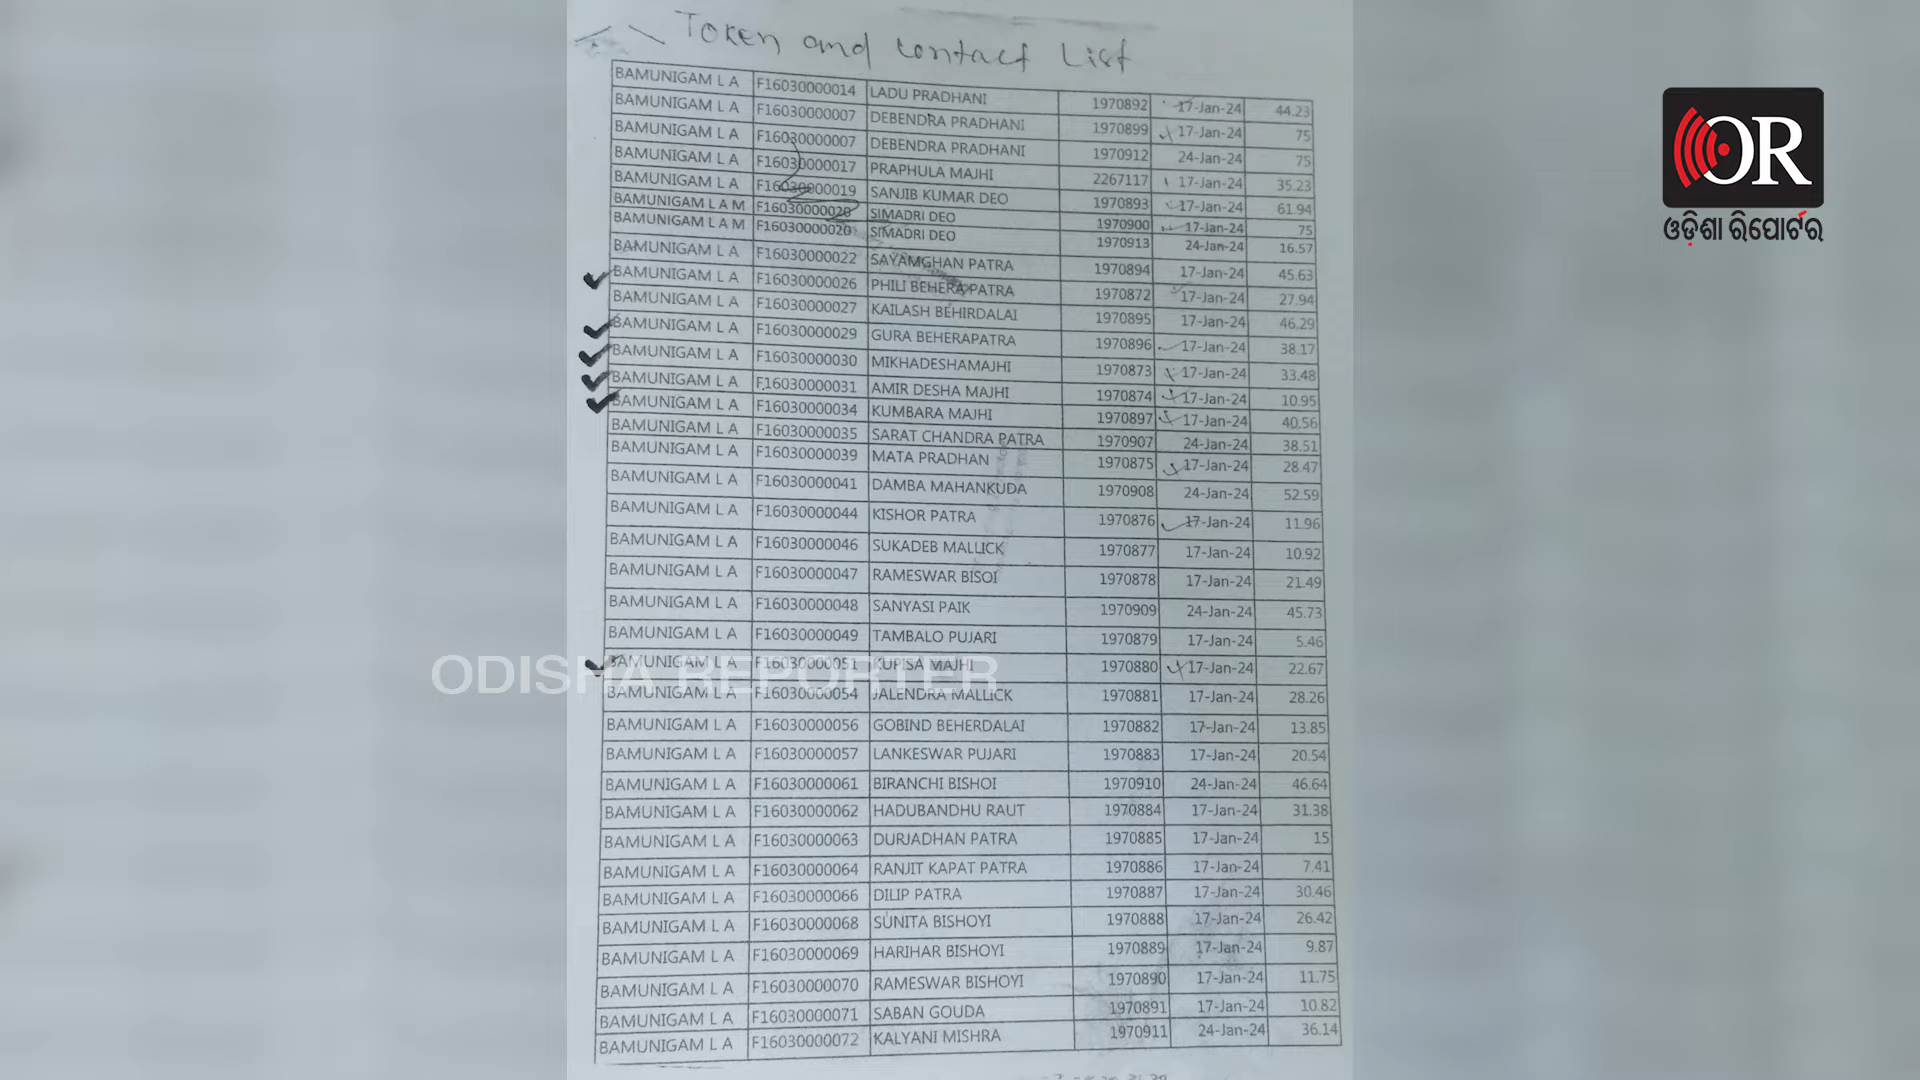 Token and contact List
BAMUNIGAM L A F16030000014 LADU PRADHANI 1970892 17-Jan-24 44.23
BAMUNIGAM L A F16030000007 DEBENDRA PRADHANI 1970899 17-Jan-24 75
BAMUNIGAM L A F16030000007 DEBENDRA PRADHANI 1970912 24-Jan-24 75
BAMUNIGAM L A F16030000017 PRAPHULA MAJHI 2267117 17-Jan-24 35.23
BAMUNIGAM L A F16030000019 SANJIB KUMAR DEO 1970893 17-Jan-24 61.94
BAMUNIGAM L A M F16030000020 SIMADRI DEO 1970900 17-Jan-24 75
BAMUNIGAM L A M F16030000020 SIMADRI DEO 1970913 24-Jan-24 16.57
BAMUNIGAM L A F16030000022 SAYAMGHAN PATRA 1970894 17-Jan-24 45.63
BAMUNIGAM L A F16030000026 PHILI BEHERA PATRA 1970872 17-Jan-24 27.94
BAMUNIGAM L A F16030000027 KAILASH BEHIRDALAI 1970895 17-Jan-24 46.29
BAMUNIGAM L A F16030000029 GURA BEHERAPATRA 1970896 17-Jan-24 38.17
BAMUNIGAM L A F16030000030 MIKHADESHAMAJHI 1970873 17-Jan-24 33.48
BAMUNIGAM L A F16030000031 AMIR DESHA MAJHI 1970874 17-Jan-24 10.95
BAMUNIGAM L A F16030000034 KUMBARA MAJHI 1970897 17-Jan-24 40.56
BAMUNIGAM L A F16030000035 SARAT CHANDRA PATRA 1970907 24-Jan-24 38.51
BAMUNIGAM L A F16030000039 MATA PRADHAN 1970875 17-Jan-24 28.47
BAMUNIGAM L A F16030000041 DAMBA MAHANKUDA 1970908 24-Jan-24 52.59
BAMUNIGAM L A F16030000044 KISHOR PATRA 1970876 17-Jan-24 11.96
BAMUNIGAM L A F16030000046 SUKADEB MALLICK 1970877 17-Jan-24 10.92
BAMUNIGAM L A F16030000047 RAMESWAR BISOI 1970878 17-Jan-24 21.49
BAMUNIGAM L A F16030000048 SANYASI PAIK 1970909 24-Jan-24 45.73
BAMUNIGAM L A F16030000049 TAMBALO PUJARI 1970879 17-Jan-24 5.46
BAMUNIGAM L A F16030000051 KUPISA MAJHI 1970880 17-Jan-24 22.67
BAMUNIGAM L A F16030000054 JALENDRA MALLICK 1970881 17-Jan-24 28.26
BAMUNIGAM L A F16030000056 GOBIND BEHERDALAI 1970882 17-Jan-24 13.85
BAMUNIGAM L A F16030000057 LANKESWAR PUJARI 1970883 17-Jan-24 20.54
BAMUNIGAM L A F16030000061 BIRANCHI BISHOI 1970910 24-Jan-24 46.64
BAMUNIGAM L A F16030000062 HADUBANDHU RAUT 1970884 17-Jan-24 31.38
BAMUNIGAM L A F16030000063 DURJADHAN PATRA 1970885 17-Jan-24 15
BAMUNIGAM L A F16030000064 RANJIT KAPAT PATRA 1970886 17-Jan-24 7.41
BAMUNIGAM L A F16030000066 DILIP PATRA 1970887 17-Jan-24 30.46
BAMUNIGAM L A F16030000068 SUNITA BISHOYI 1970888 17-Jan-24 26.42
BAMUNIGAM L A F16030000069 HARIHAR BISHOYI 1970889 17-Jan-24 9.87
BAMUNIGAM L A F16030000070 RAMESWAR BISHOYI 1970890 17-Jan-24 11.75
BAMUNIGAM L A F16030000071 SABAN GOUDA 1970891 17-Jan-24 10.82
BAMUNIGAM L A F16030000072 KALYANI MISHRA 1970911 24-Jan-24 36.14
ODISHA REPORTER
OR
ଓଡ଼ିଶା ରିପୋର୍ଟର